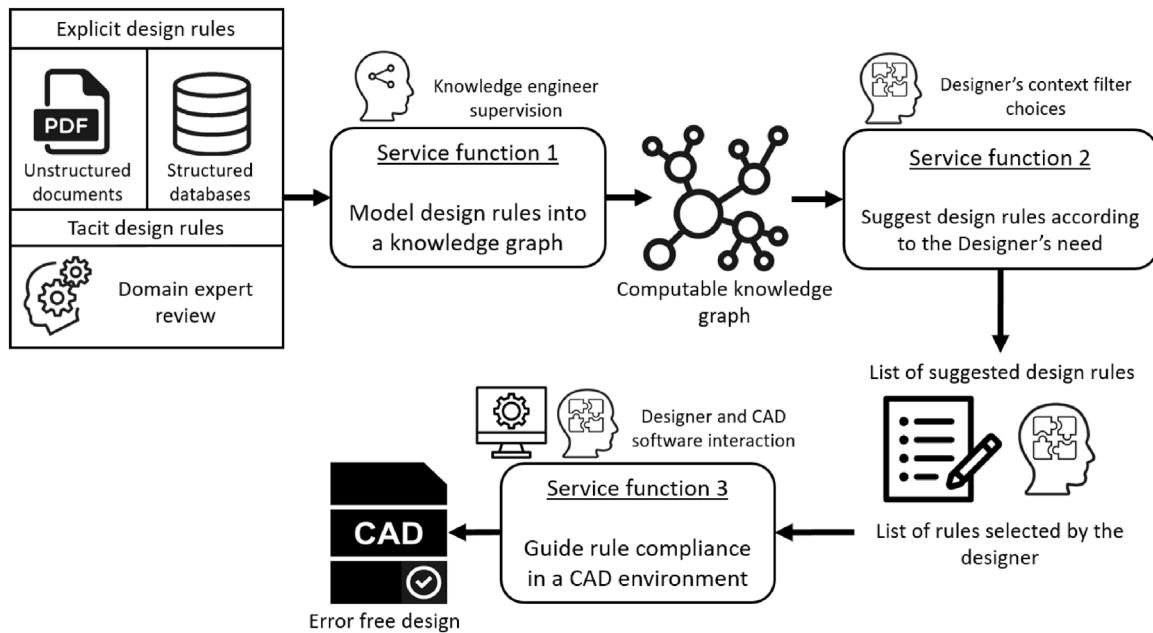 Explicit design rules
PDF
Unstructured
documents
Structured
databases
Tacit design rules
Domain expert
review
Knowledge engineer
supervision
Service function 1
Model design rules into
a knowledge graph
Computable knowledge
graph
Designer’s context filter
choices
Service function 2
Suggest design rules according
to the Designer’s need
List of suggested design rules
List of rules selected by the
designer
Designer and CAD
software interaction
Service function 3
Guide rule compliance
in a CAD environment
CAD
Error free design